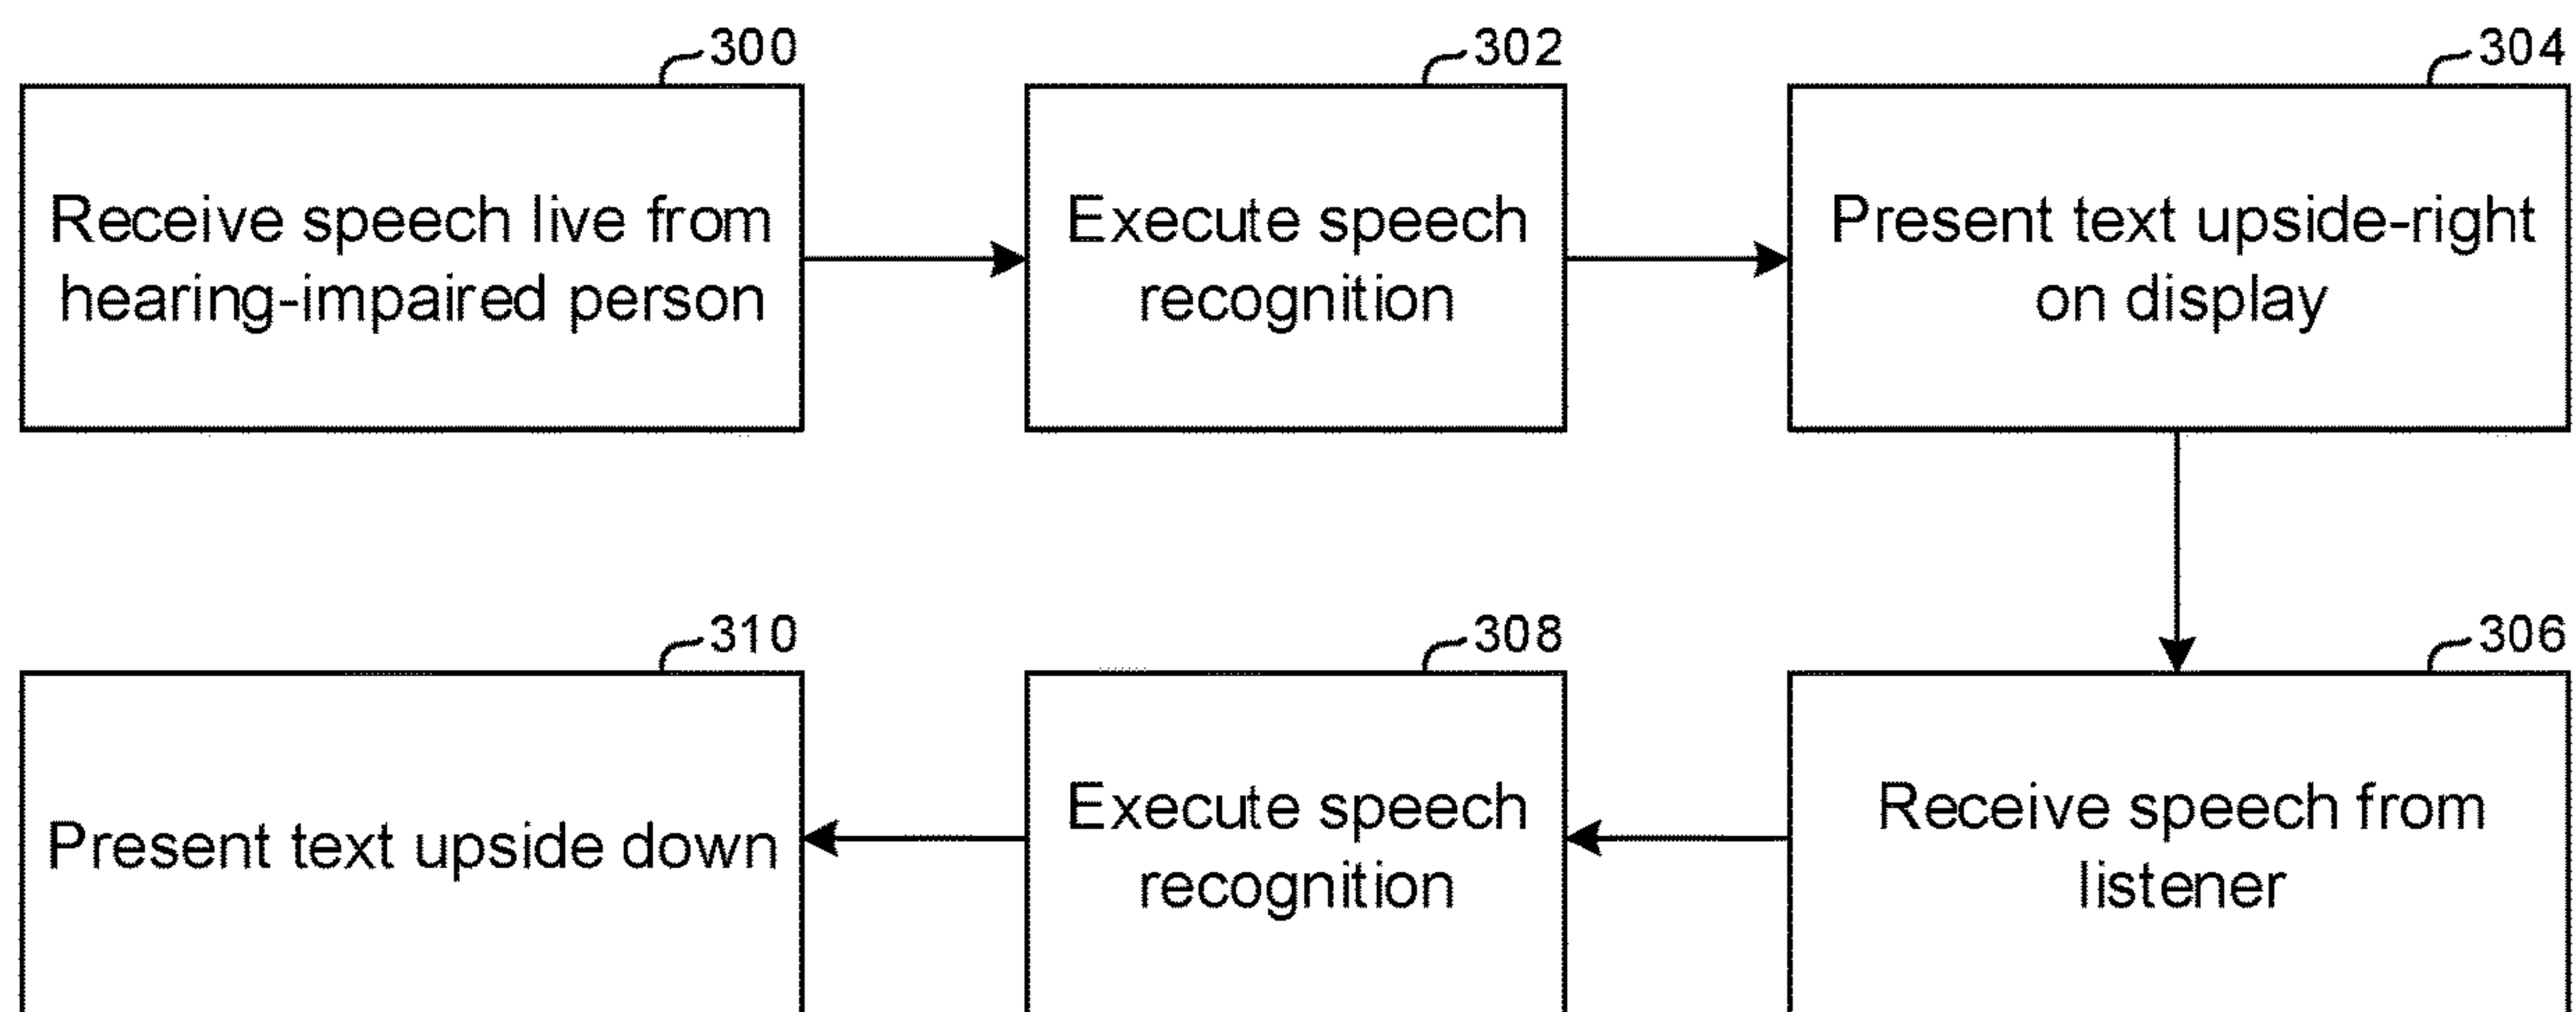 300
Receive speech live from
hearing-impaired person
302
Execute speech
recognition
304
Present text upside-right
on display
310
Present text upside down
308
Execute speech
recognition
306
Receive speech from
listener